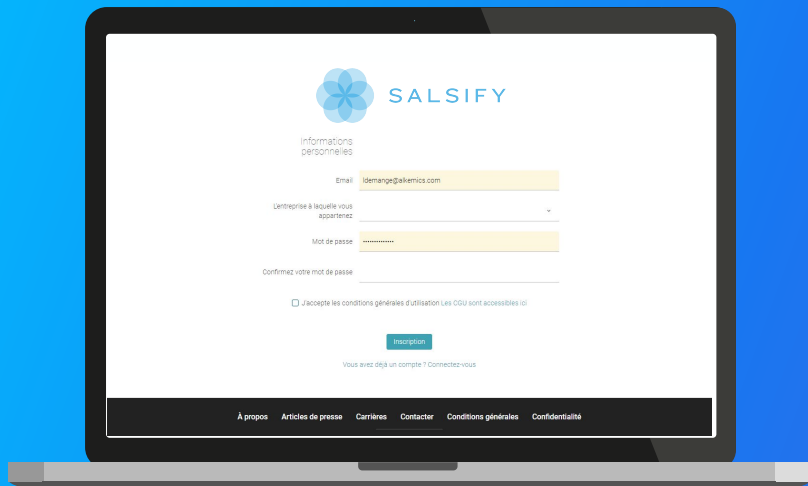 SALSIFY
Informations
personnelles
Email
ldemange@alkemics.com
L'entreprise à laquelle vous
appartenez
Mot de passe
Confirmez votre mot de passe
J'accepte les conditions générales d'utilisation Les CGU sont accessibles ici
Inscription
Vous avez déjà un compte ? Connectez-vous
À propos Articles de presse Carrières Contacter Conditions générales Confidentialité